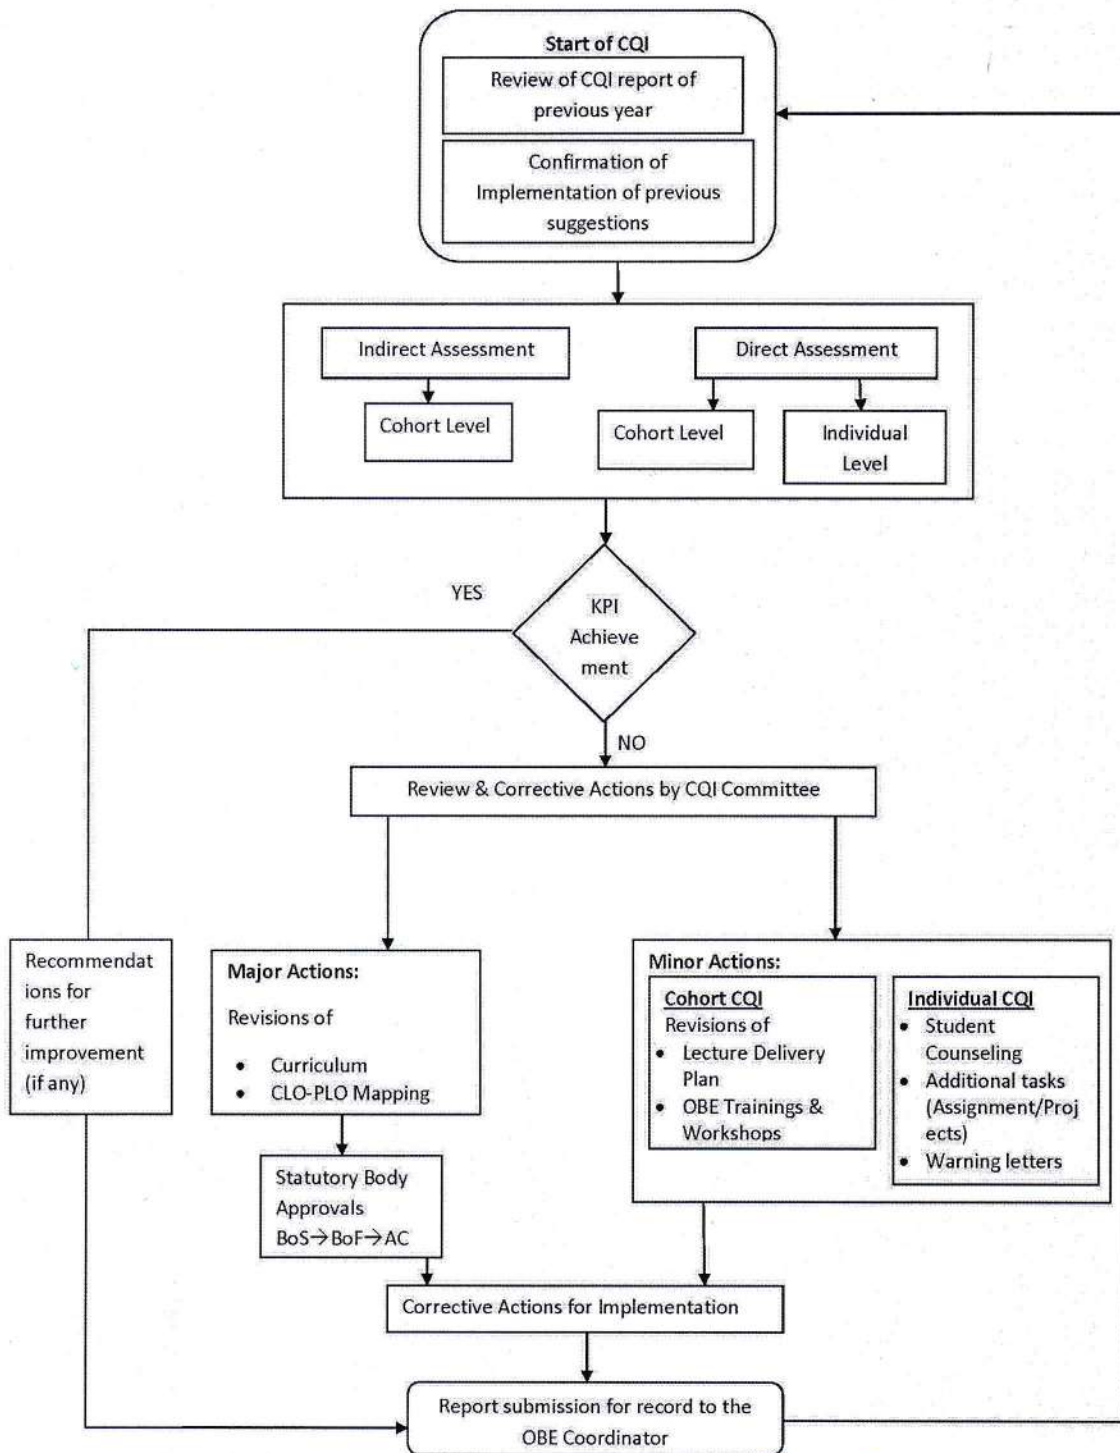 Start of CQI
Review of CQI report of
previous year
Confirmation of
Implementation of previous
suggestions
Indirect Assessment
Direct Assessment
Cohort Level
Cohort Level
Individual
Level
YES
KPI
Achieve
ment
NO
Review & Corrective Actions by CQI Committee
Recommendat
ions for
further
improvement
(if any)
Major Actions:
Revisions of
• Curriculum
• CLO-PLO Mapping
Minor Actions:
Cohort CQI
Revisions of
• Lecture Delivery
Plan
• OBE Trainings &
Workshops
Individual CQI
• Student
Counseling
• Additional tasks
(Assignment/Proj
ects)
• Warning letters
Statutory Body
Approvals
BoS→BoF→AC
Corrective Actions for Implementation
Report submission for record to the
OBE Coordinator